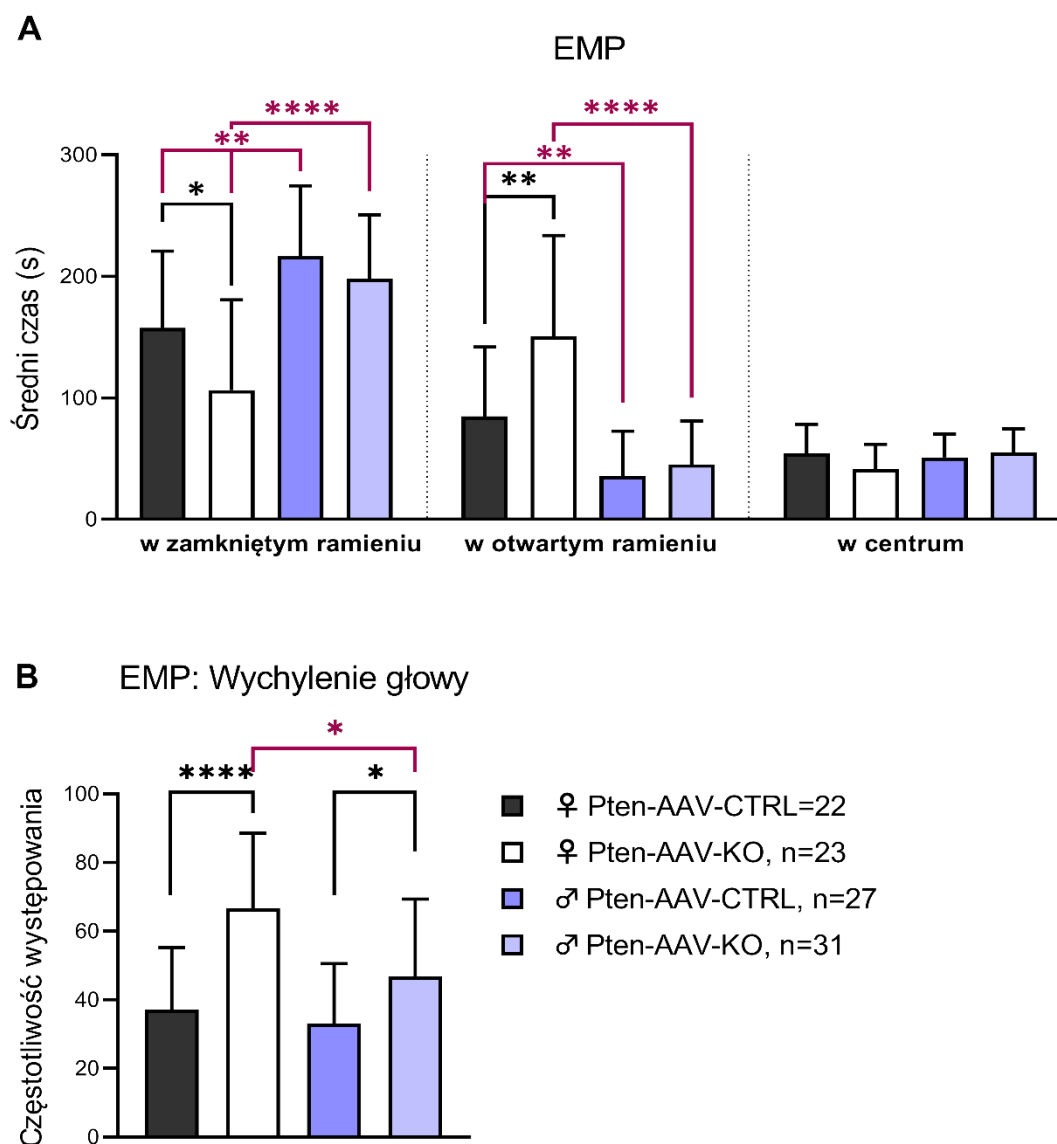 A
EMP
****
**
*
****
**
**
300
200
100
0
Średni czas (s)
w zamkniętym ramieniu
w otwartym ramieniu
w centrum
B
EMP: Wychylenie głowy
*
****
*
100
80
60
40
20
0
Częstotliwość występowania
♀ Pten-AAV-CTRL=22
♀ Pten-AAV-KO, n=23
♂ Pten-AAV-CTRL, n=27
♂ Pten-AAV-KO, n=31